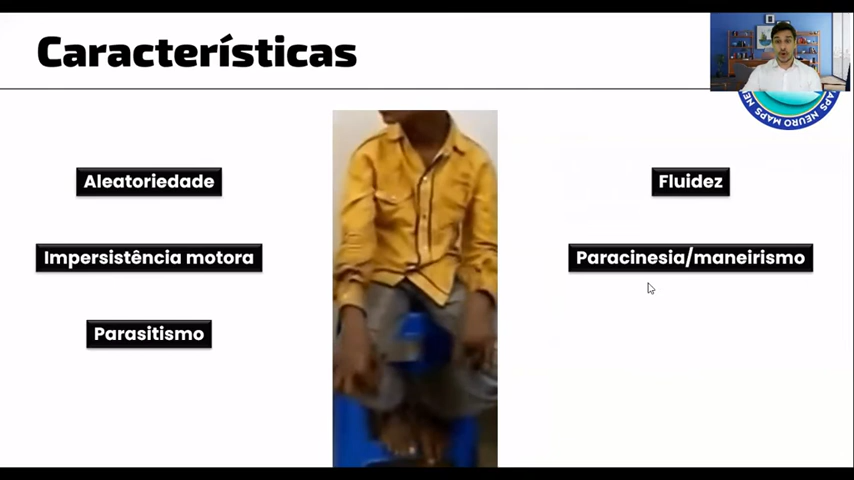 Características
Aleatoriedade
Impersistência motora
Parasitismo
Fluidez
Paracinesia/maneirismo
MAPS NEURO MAPS NE